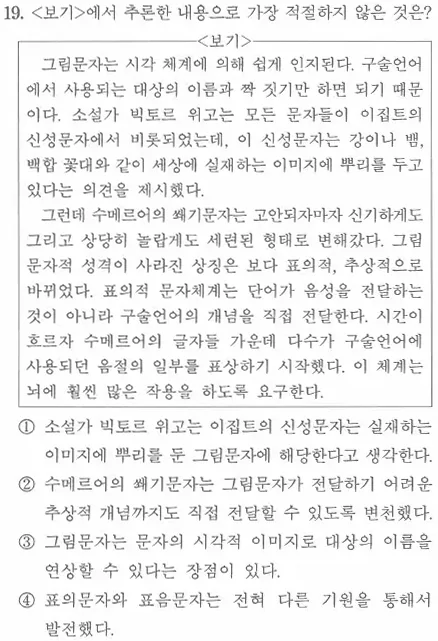 19. <보기>에서 추론한 내용으로 가장 적절하지 않은 것은?
<보기>
그림문자는 시각 체계에 의해 쉽게 인지된다. 구술언어
에서 사용되는 대상의 이름과 짝 짓기만 하면 되기 때문
이다. 소설가 빅토르 위고는 모든 문자들이 이집트의
신성문자에서 비롯되었는데, 이 신성문자는 강이나 뱀,
백합 꽃대와 같이 세상에 실재하는 이미지에 뿌리를 두고
있다는 의견을 제시했다.
그런데 수메르어의 쐐기문자는 고안되자마자 신기하게도
그리고 상당히 놀랍게도 세련된 형태로 변해갔다. 그림
문자적 성격이 사라진 상징은 보다 표의적, 추상적으로
바뀌었다. 표의적 문자체계는 단어가 음성을 전달하는
것이 아니라 구술언어의 개념을 직접 전달한다. 시간이
흐르자 수메르어의 글자들 가운데 다수가 구술언어에
사용되던 음절의 일부를 표상하기 시작했다. 이 체계는
뇌에 훨씬 많은 작용을 하도록 요구한다.
① 소설가 빅토르 위고는 이집트의 신성문자는 실재하는
이미지에 뿌리를 둔 그림문자에 해당한다고 생각한다.
② 수메르어의 쐐기문자는 그림문자가 전달하기 어려운
추상적 개념까지도 직접 전달할 수 있도록 변천했다.
③ 그림문자는 문자의 시각적 이미지로 대상의 이름을
연상할 수 있다는 장점이 있다.
④ 표의문자와 표음문자는 전혀 다른 기원을 통해서
발전했다.